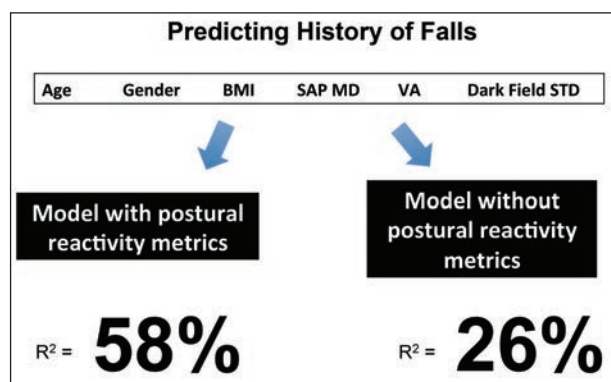 Predicting History of Falls
Age Gender BMI SAP MD VA Dark Field STD
Model with postural
reactivity metrics
Model without
postural reactivity
metrics
R² = 58%
R² = 26%